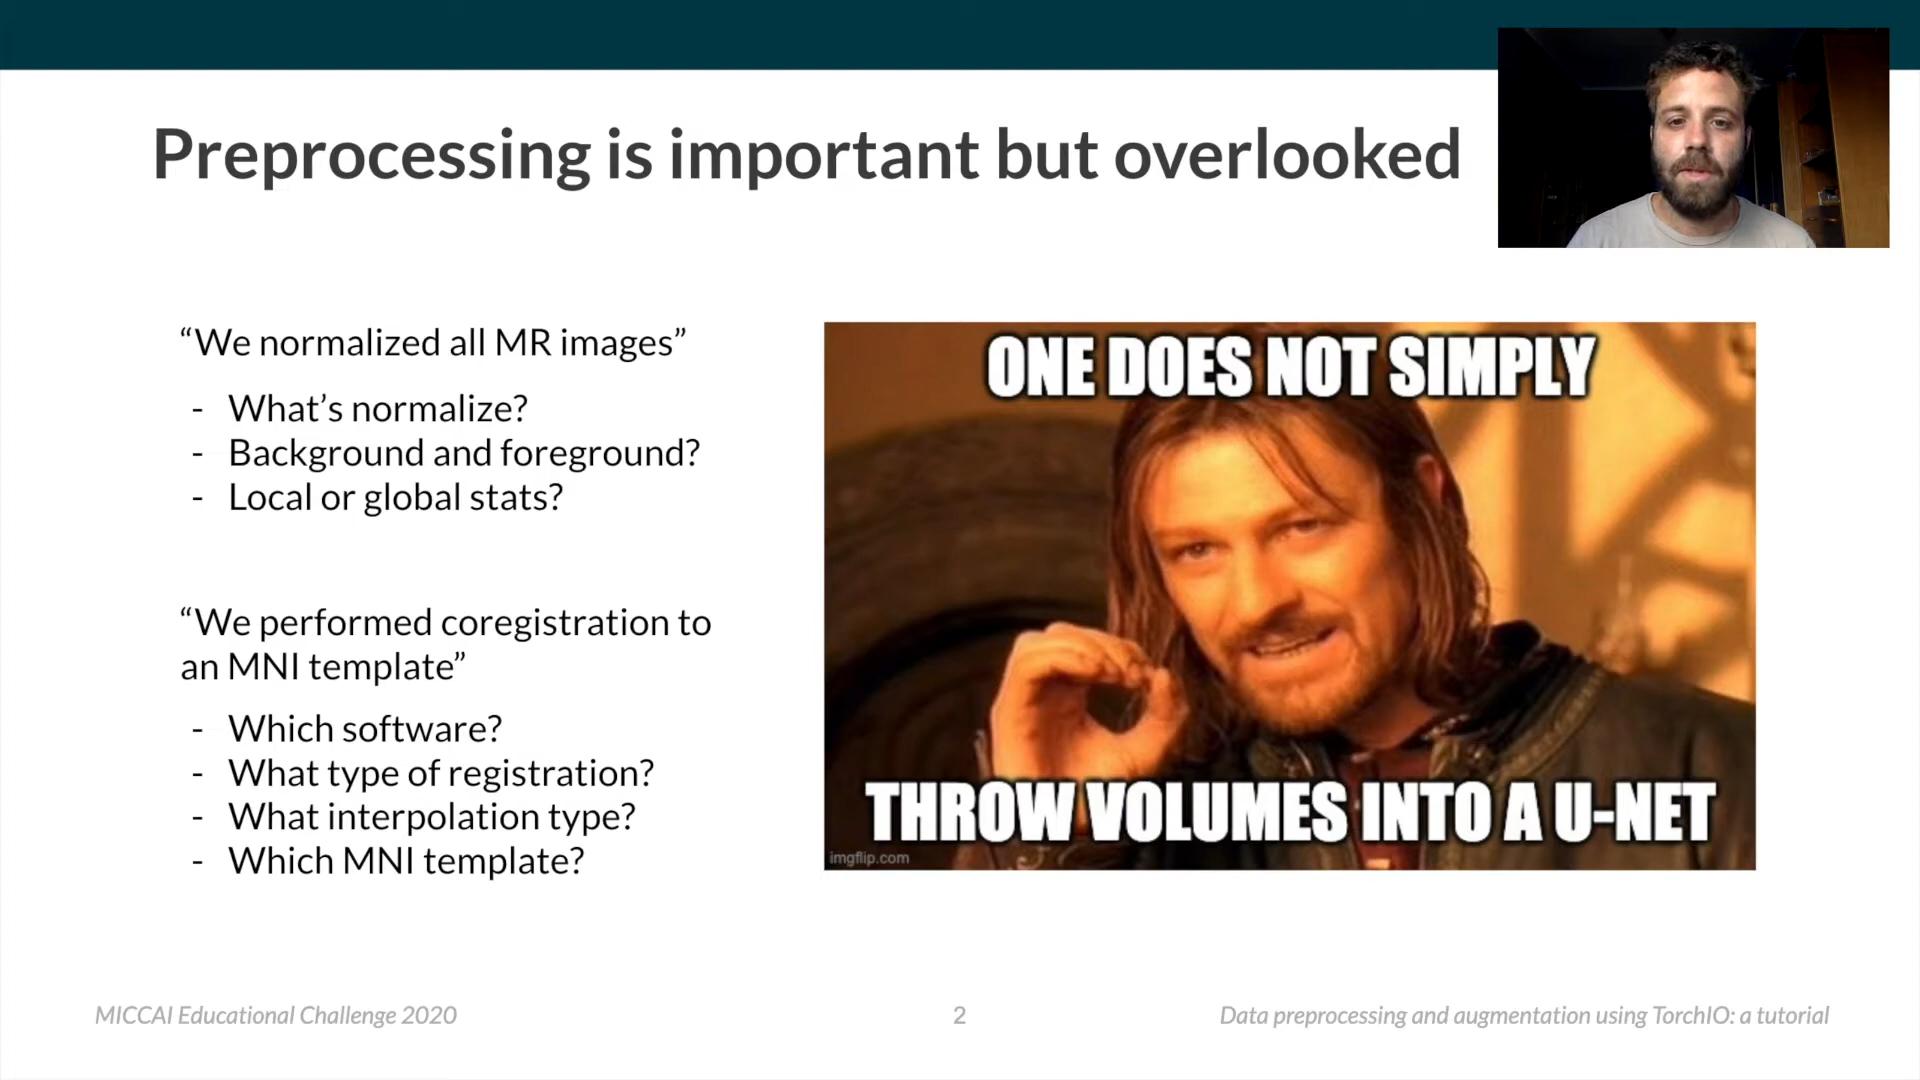 Preprocessing is important but overlooked
“We normalized all MR images”
- What’s normalize?
- Background and foreground?
- Local or global stats?
“We performed coregistration to
an MNI template”
- Which software?
- What type of registration?
- What interpolation type?
- Which MNI template?
ONE DOES NOT SIMPLY
THROW VOLUMES INTO A U-NET
imgflip.com
MICCAI Educational Challenge 2020
2
Data preprocessing and augmentation using TorchIO: a tutorial